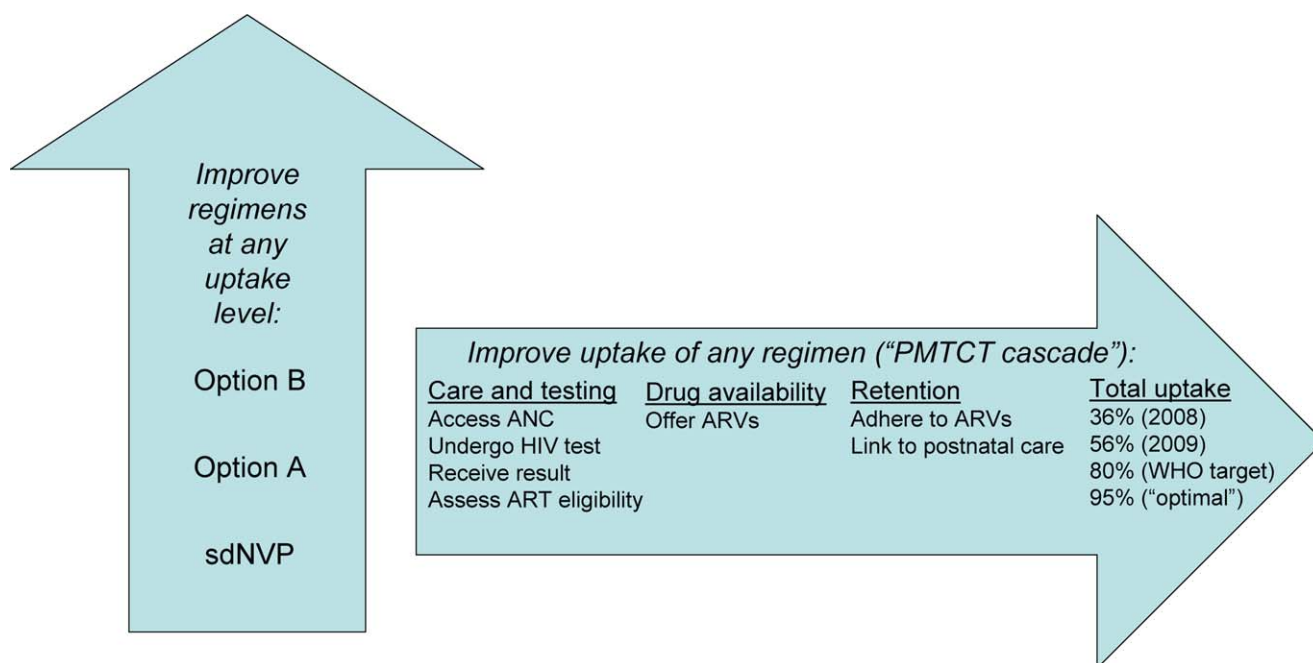 Improve
regimens
at any
uptake
level:
Option B
Option A
sdNVP
Improve uptake of any regimen (“PMTCT cascade”):
Care and testing
Access ANC
Undergo HIV test
Receive result
Assess ART eligibility
Drug availability
Offer ARVs
Retention
Adhere to ARVs
Link to postnatal care
Total uptake
36% (2008)
56% (2009)
80% (WHO target)
95% (“optimal”)